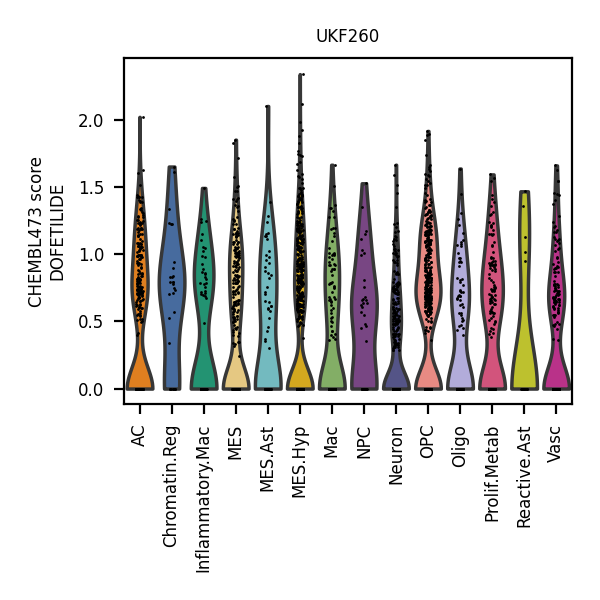 UKF260
CHEMBL473 score
DOFETILIDE
2.0
1.5
1.0
0.5
0.0
AC
Chromatin.Reg
Inflammatory.Mac
MES
MES.Ast
MES.Hyp
Mac
NPC
Neuron
OPC
Oligo
Prolif.Metab
Reactive.Ast
Vasc